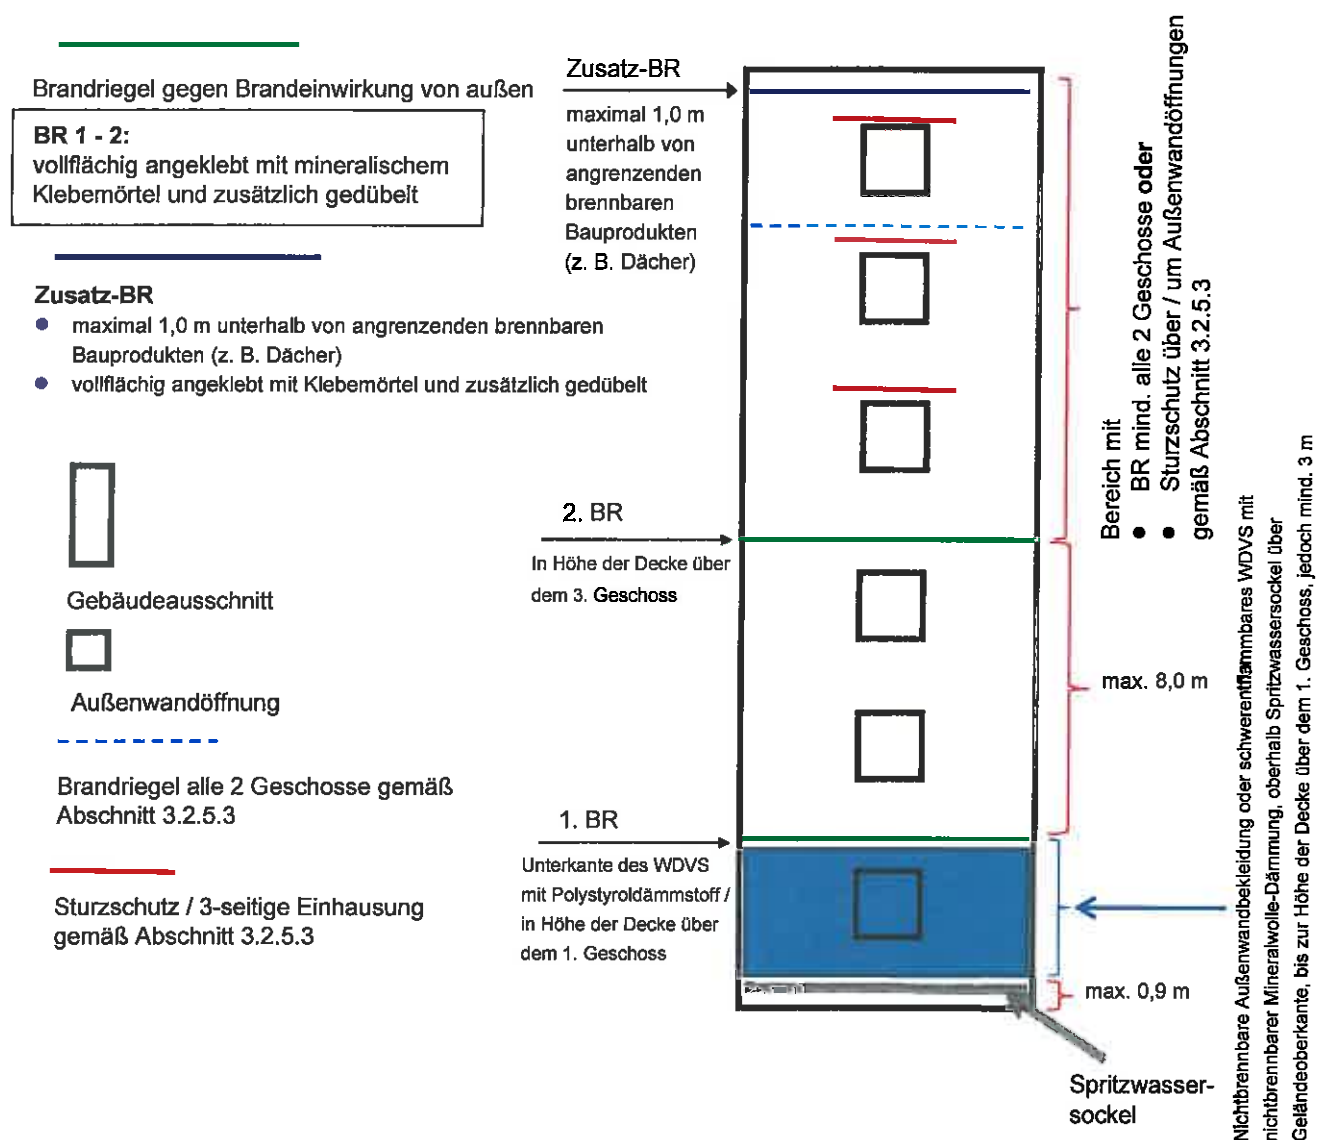 Brandriegel gegen Brandeinwirkung von außen
BR 1 - 2:
vollflächig angeklebt mit mineralischem
Klebemörtel und zusätzlich gedübelt
Zusatz-BR
● maximal 1,0 m unterhalb von angrenzenden brennbaren
Bauprodukten (z. B. Dächer)
● vollflächig angeklebt mit Klebemörtel und zusätzlich gedübelt
Gebäudeausschnitt
Außenwandöffnung
Brandriegel alle 2 Geschosse gemäß
Abschnitt 3.2.5.3
Sturzschutz / 3-seitige Einhausung
gemäß Abschnitt 3.2.5.3
Zusatz-BR
maximal 1,0 m
unterhalb von
angrenzenden
brennbaren
Bauprodukten
(z. B. Dächer)
2. BR
In Höhe der Decke über
dem 3. Geschoss
1. BR
Unterkante des WDVS
mit Polystyroldämmstoff /
in Höhe der Decke über
dem 1. Geschoss
Bereich mit
● BR mind. alle 2 Geschosse oder
● Sturzschutz über / um Außenwandöffnungen
gemäß Abschnitt 3.2.5.3
max. 8,0 m
max. 0,9 m
Spritzwasser-
sockel
Nichtbrennbare Außenwandbekleidung oder schwerentflammbares WDVS mit
nichtbrennbarer Mineralwolle-Dämmung, oberhalb Spritzwassersockel über
Geländeoberkante, bis zur Höhe der Decke über dem 1. Geschoss, jedoch mind. 3 m